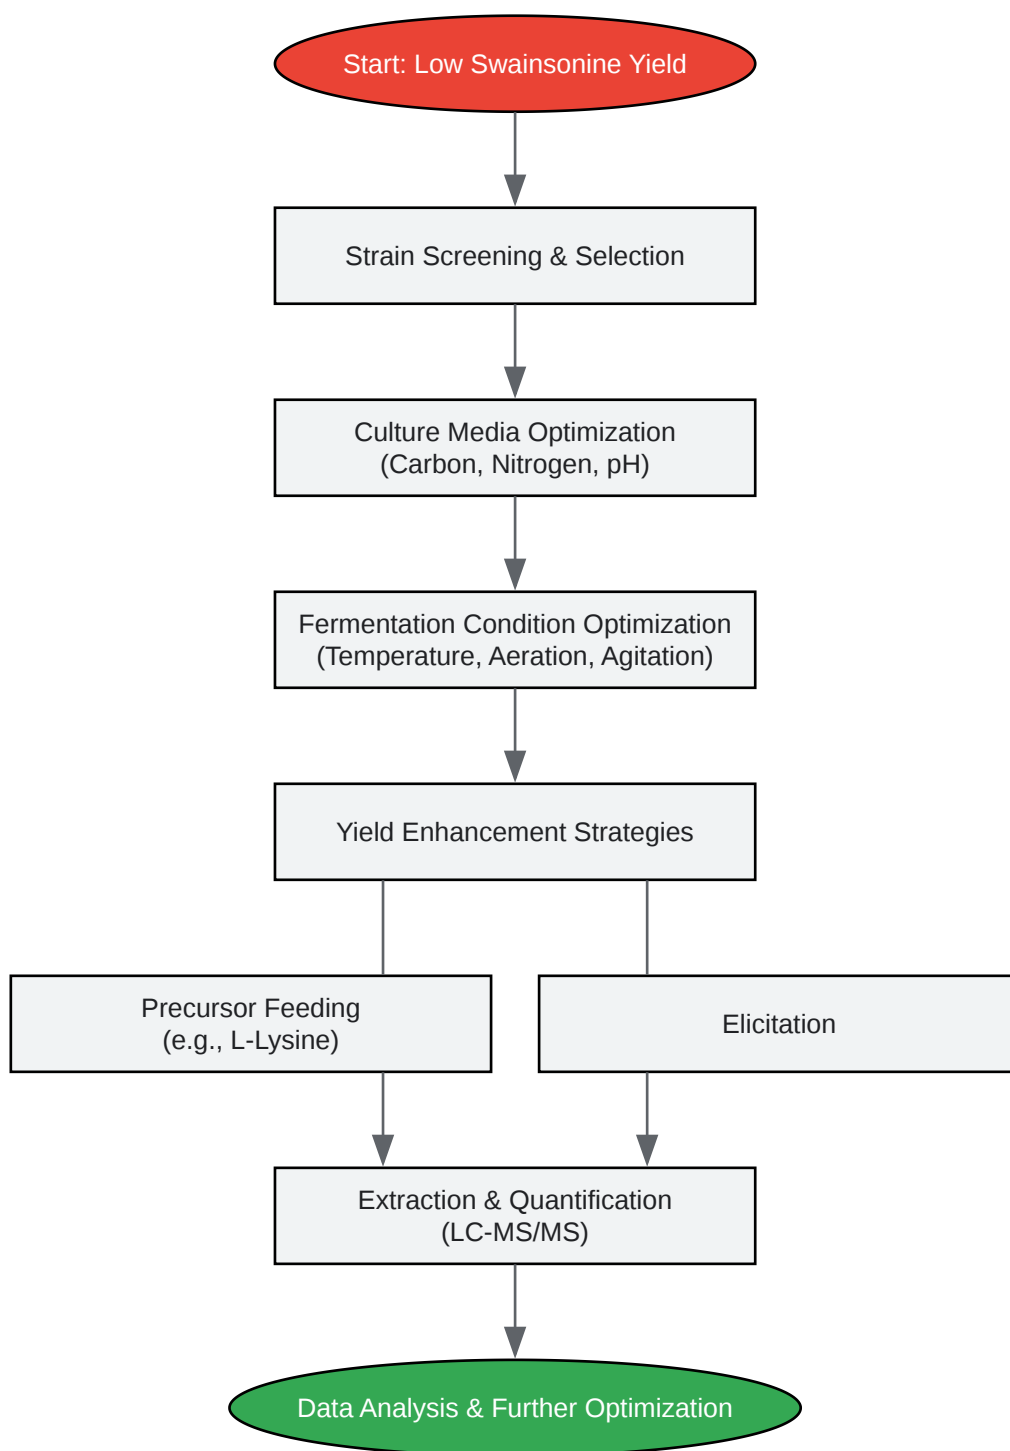 Start: Low Swainsonine Yield
Strain Screening & Selection
Culture Media Optimization
(Carbon, Nitrogen, pH)
Fermentation Condition Optimization
(Temperature, Aeration, Agitation)
Yield Enhancement Strategies
Precursor Feeding
(e.g., L-Lysine)
Elicitation
Extraction & Quantification
(LC-MS/MS)
Data Analysis & Further Optimization